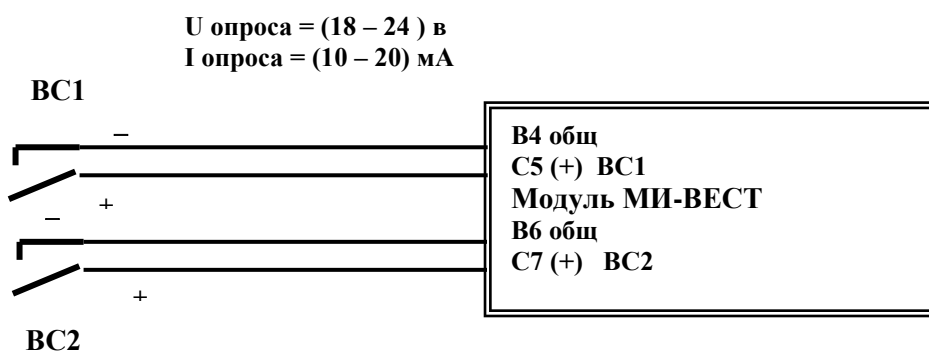 U опроса = (18 – 24 ) в
I опроса = (10 – 20) мА
ВС1
–
+
–
+
ВС2
В4 общ
С5 (+) ВС1
Модуль МИ-ВЕСТ
В6 общ
С7 (+) ВС2